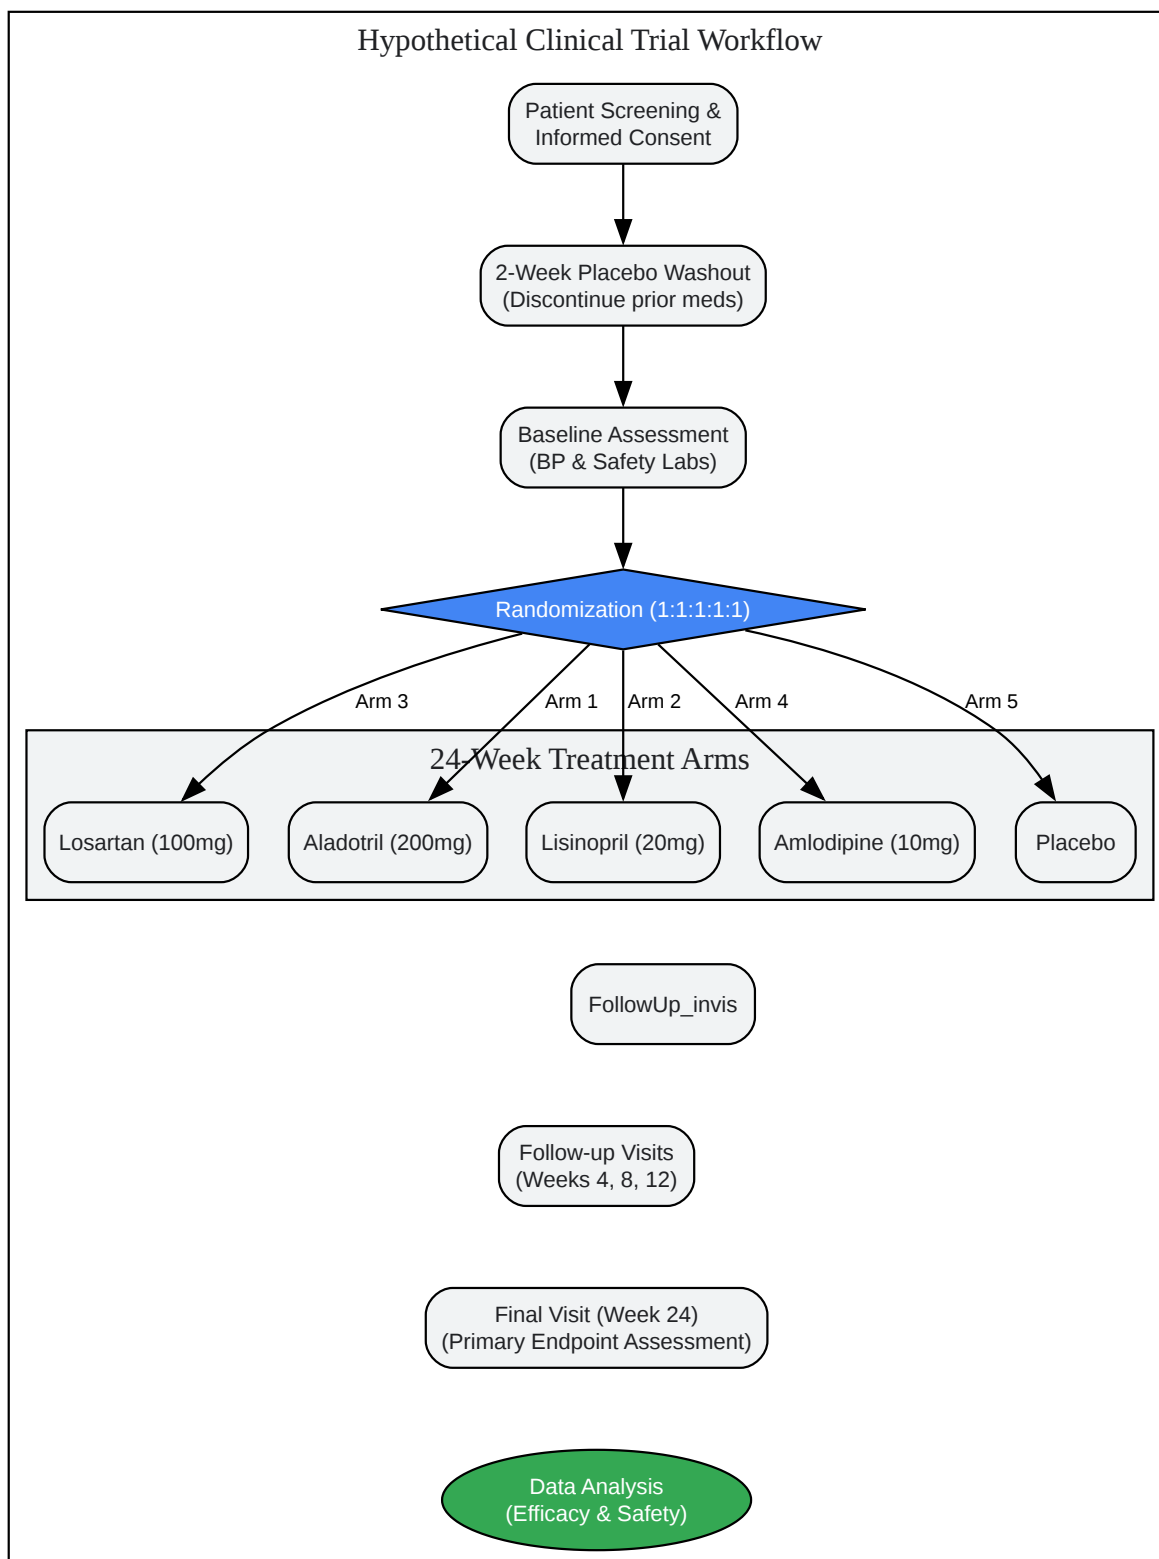 Hypothetical Clinical Trial Workflow
Patient Screening &
Informed Consent
2-Week Placebo Washout
(Discontinue prior meds)
Baseline Assessment
(BP & Safety Labs)
Randomization (1:1:1:1:1)
Arm 3
Arm 1
Arm 2
Arm 4
Arm 5
24-Week Treatment Arms
Losartan (100mg)
Aladotril (200mg)
Lisinopril (20mg)
Amlodipine (10mg)
Placebo
FollowUp_invis
Follow-up Visits
(Weeks 4, 8, 12)
Final Visit (Week 24)
(Primary Endpoint Assessment)
Data Analysis
(Efficacy & Safety)